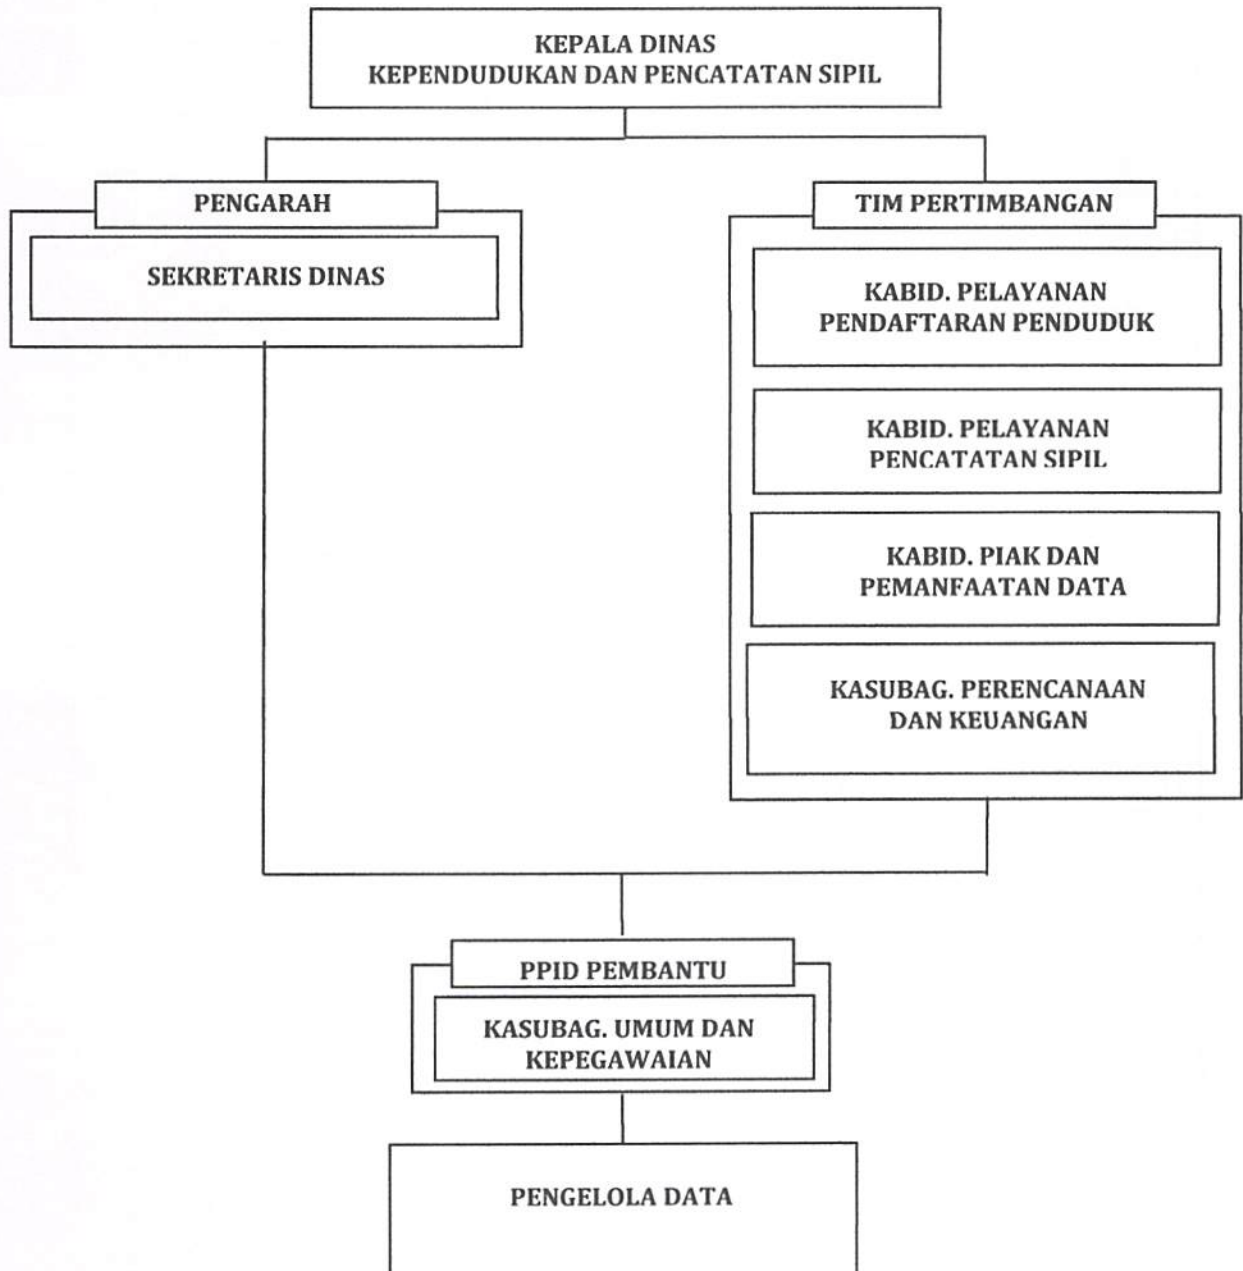 KEPALA DINAS
KEPENDUDUKAN DAN PENCATATAN SIPIL
PENGARAH
SEKRETARIS DINAS
TIM PERTIMBANGAN
KABID. PELAYANAN
PENDAFTARAN PENDUDUK
KABID. PELAYANAN
PENCATATAN SIPIL
KABID. PIAK DAN
PEMANFAATAN DATA
KASUBAG. PERENCANAAN
DAN KEUANGAN
PPID PEMBANTU
KASUBAG. UMUM DAN
KEPEGAWAIAN
PENGELOLA DATA